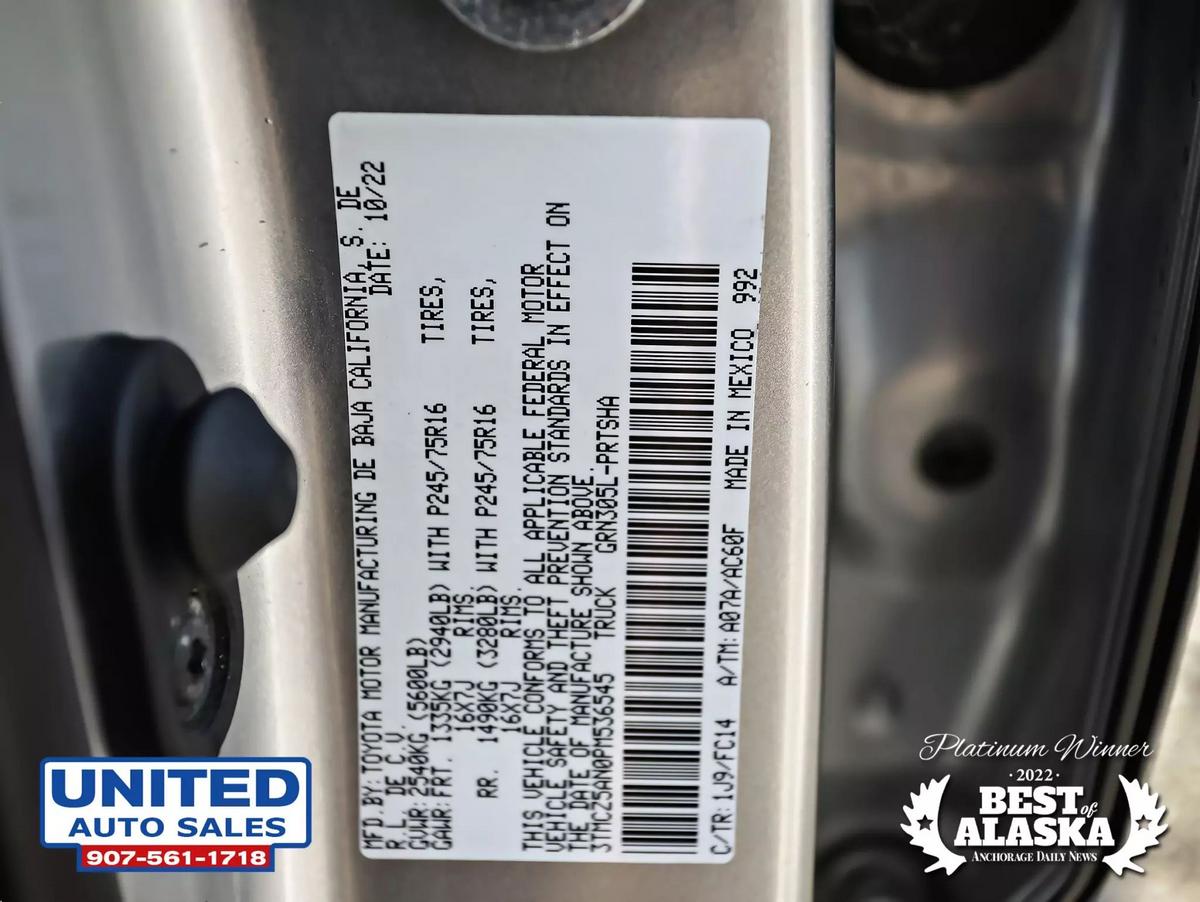 MFD. BY: TOYOTA MOTOR MANUFACTURING DE BAJA CALIFORNIA, S. DE
R. L. DE C.V. DATE: 10/22
GVWR: 2540KG (5600LB)
GAWR: FRT. 1335KG (2940LB) WITH P245/75R16 TIRES,
16X7J RIMS.
RR. 1490KG (3280LB) WITH P245/75R16 TIRES,
16X7J RIMS.
THIS VEHICLE CONFORMS TO ALL APPLICABLE FEDERAL MOTOR
VEHICLE SAFETY AND THEFT PREVENTION STANDARDS IN EFFECT ON
THE DATE OF MANUFACTURE SHOWN ABOVE.
3TMCZ5AN0PM536545 TRUCK GRN305L-PRTSHA
C/TR: 1J9/FC14 A/TM: A07A/AC60F MADE IN MEXICO 992
UNITED
AUTO SALES
907-561-1718
Platinum Winner
· 2022 ·
BEST of
ALASKA
ANCHORAGE DAILY NEWS